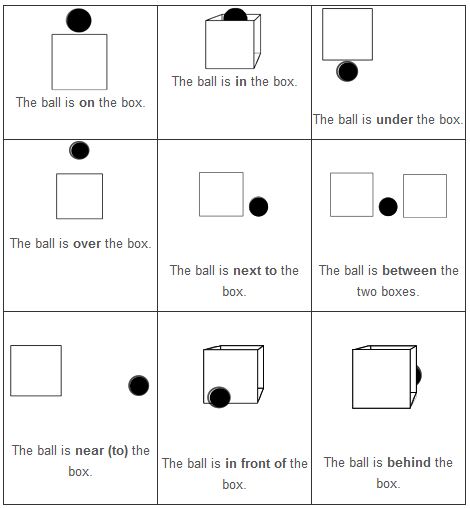 The ball is on the box.
The ball is in the box.
The ball is under the box.
The ball is over the box.
The ball is next to the
box.
The ball is between the
two boxes.
The ball is near (to) the
box.
The ball is in front of the
box.
The ball is behind the
box.